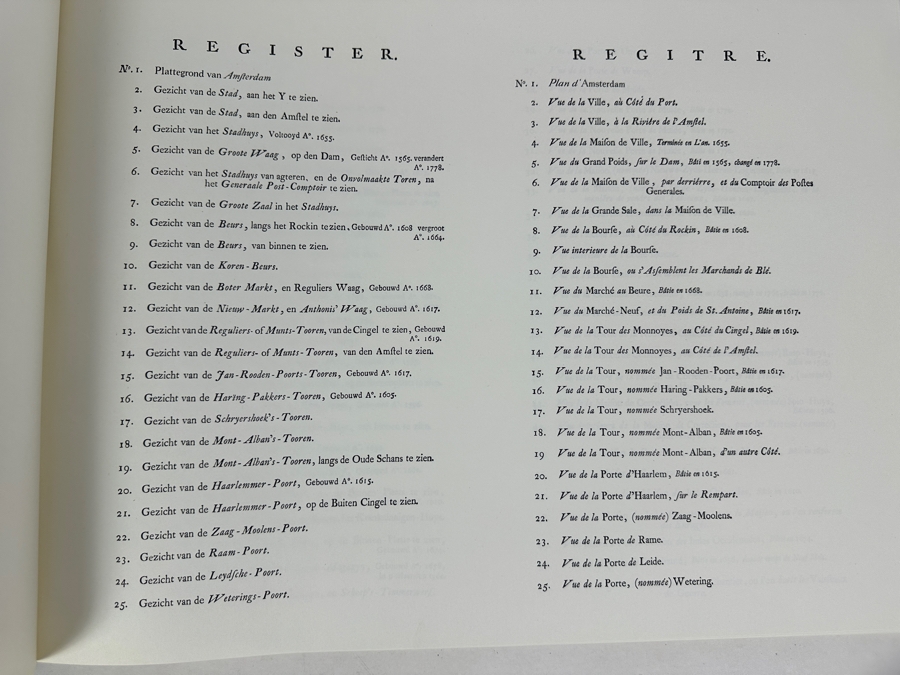 REGISTER.
Nº. 1. Plattegrond van Amſterdam
2. Gezicht van de Stad, aan het Y te zien.
3. Gezicht van de Stad, aan den Amſtel te zien.
4. Gezicht van het Stadhuys, Voltooyd Aº. 1655.
5. Gezicht van de Groote Waag, op den Dam, Geſticht Aº. 1565. verandert
Aº. 1778.
6. Gezicht van het Stadhuys van agteren, en de Onvolmaakte Toren, na
het Generaale Post-Comptoir te zien.
7. Gezicht van de Groote Zaal in het Stadhuys.
8. Gezicht van de Beurs, langs het Rockin te zien, Gebouwd Aº. 1608 vergroot
Aº. 1664.
9. Gezicht van de Beurs, van binnen te zien.
10. Gezicht van de Koren-Beurs.
11. Gezicht van de Boter Markt, en Reguliers Waag, Gebouwd Aº. 1668.
12. Gezicht van de Nieuw-Markt, en Anthonis' Waag, Gebouwd Aº. 1617.
13. Gezicht van de Reguliers- of Munts-Tooren, van de Cingel te zien, Gebouwd
Aº. 1619.
14. Gezicht van de Reguliers- of Munts-Tooren, van den Amſtel te zien.
15. Gezicht van de Jan-Rooden-Poorts-Tooren, Gebouwd Aº. 1617.
16. Gezicht van de Haring-Pakkers-Tooren, Gebouwd Aº. 1605.
17. Gezicht van de Schryershoek's-Tooren.
18. Gezicht van de Mont-Alban's-Tooren.
19. Gezicht van de Mont-Alban's-Tooren, langs de Oude Schans te zien.
20. Gezicht van de Haarlemmer-Poort, Gebouwd Aº. 1615.
21. Gezicht van de Haarlemmer-Poort, op de Buiten Cingel te zien.
22. Gezicht van de Zaag-Moolens-Poort.
23. Gezicht van de Raam-Poort.
24. Gezicht van de Leydſche-Poort.
25. Gezicht van de Weterings-Poort.
REGITRE.
Nº. 1. Plan d'Amsterdam
2. Vue de la Ville, aù Côté du Port.
3. Vue de la Ville, à la Riviére de l'Amſtel.
4. Vue de la Maiſon de Ville, Terminée en L'an. 1655.
5. Vue du Grand Poids, ſur le Dam, Bâti en 1565, changé en 1778.
6. Vue de la Maiſon de Ville, par derriérre, et du Comptoir des Poſtes
Generales.
7. Vue de la Grande Sale, dans la Maiſon de Ville.
8. Vue de la Bourſe, aù Côté du Rockin, Bâtie en 1608.
9. Vue interieure de la Bourſe.
10. Vue de la Bourſe, ou s'Aſſemblent les Marchands de Blé.
11. Vue du Marché au Beure, Bâti en 1668.
12. Vue du Marché-Neuf, et du Poids de St. Antoine, Bâti en 1617.
13. Vue de la Tour des Monnoyes, au Côté du Cingel, Bâti en 1619.
14. Vue de la Tour des Monnoyes, au Côté de l'Amſtel.
15. Vue de la Tour, nommée Jan-Rooden-Poort, Bâtie en 1617.
16. Vue de la Tour, nommée Haring-Pakkers, Bâtie en 1605.
17. Vue de la Tour, nommée Schryershoek.
18. Vue de la Tour, nommée Mont-Alban, Bâtie en 1605.
19 Vue de la Tour, nommée Mont-Alban, d'un autre Côté.
20. Vue de la Porte d'Haarlem, Bâtie en 1615.
21. Vue de la Porte d'Haarlem, ſur le Rempart.
22. Vue de la Porte, (nommée) Zaag-Moolens.
23. Vue de la Porte de Rame.
24. Vue de la Porte de Leide.
25. Vue de la Porte, (nommée) Wetering.